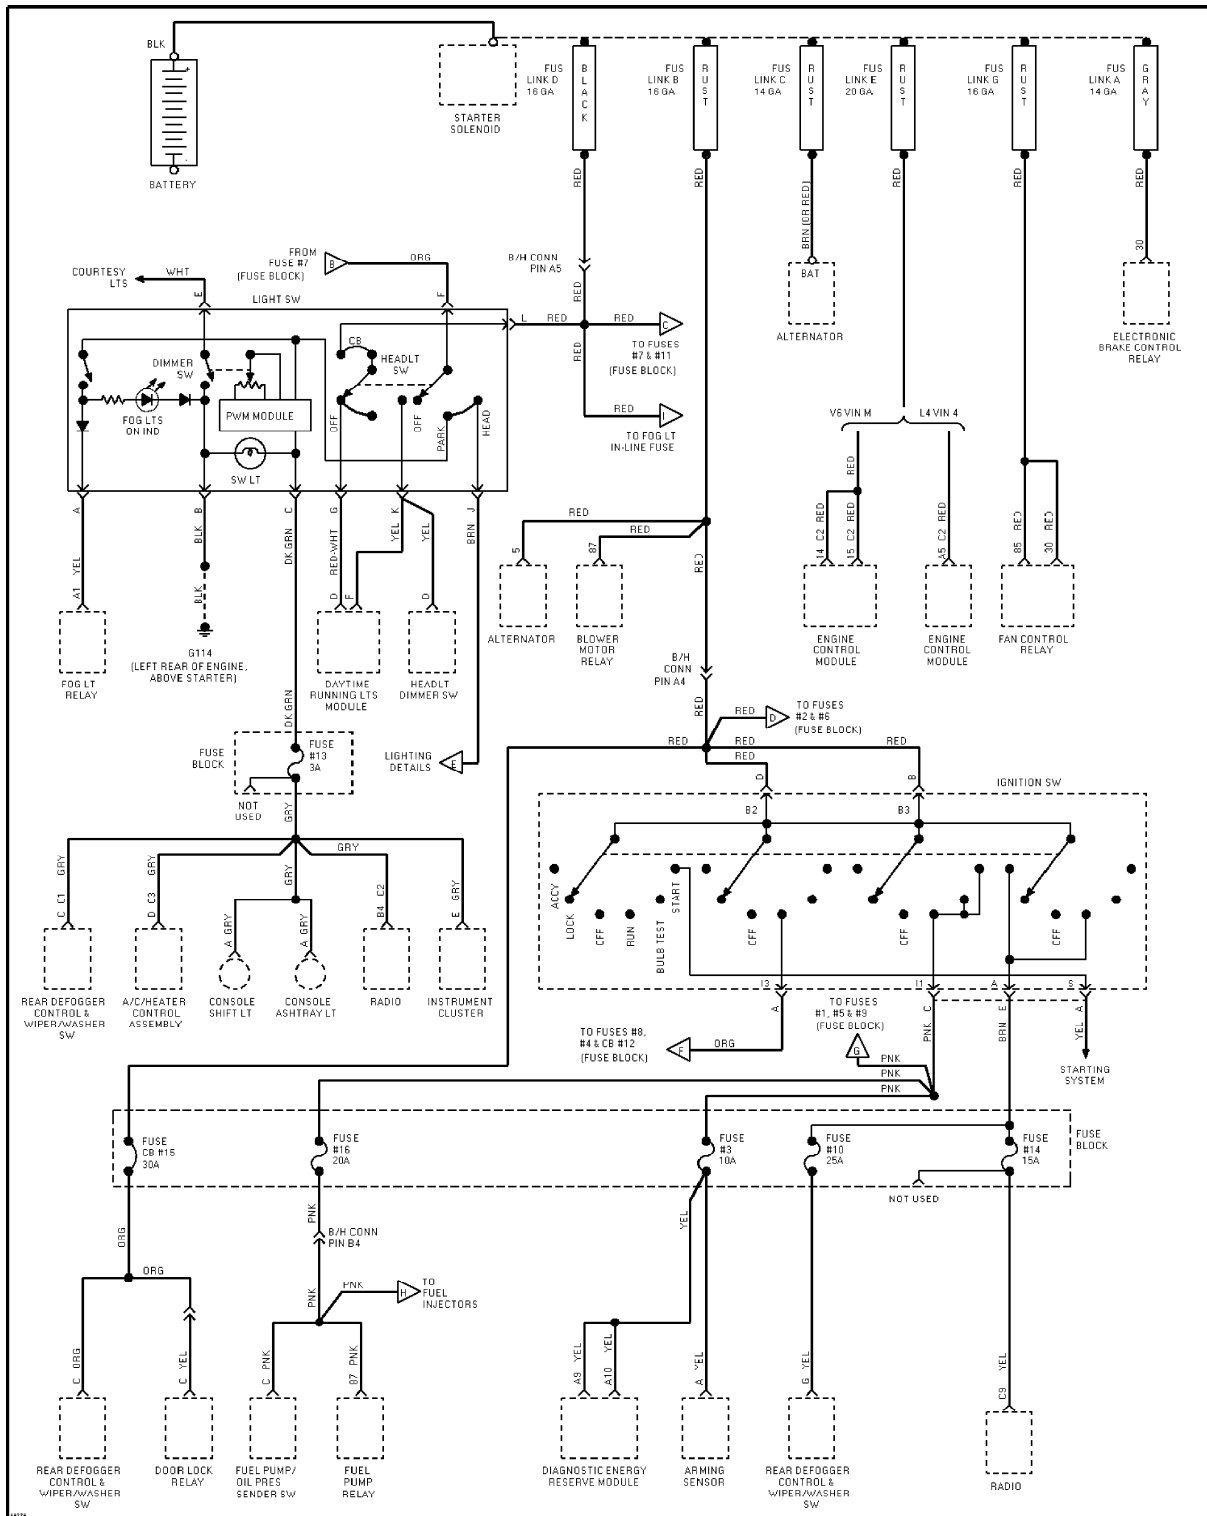 BLK
BATTERY
STARTER
SOLENOID
FUS
LINK D
16 GA
BLACK
FUS
LINK B
16 GA
RUST
FUS
LINK C
14 GA
RUST
FUS
LINK E
20 GA
RUST
FUS
LINK G
16 GA
RUST
FUS
LINK A
14 GA
GRAY
RED
RED
BRN (OR RED)
RED
RED
RED
30
BAT
ALTERNATOR
ELECTRONIC
BRAKE CONTROL
RELAY
COURTESY
LTS
WHT
E
FROM
FUSE #7
(FUSE BLOCK)
B
ORG
F
B/H CONN
PIN A5
RED
LIGHT SW
L
RED
RED
C
TO FUSES
#7 & #11
(FUSE BLOCK)
RED
RED
I
TO FOG LT
IN-LINE FUSE
DIMMER
SW
CB
HEADLT
SW
FOG LTS
ON IND
PWM MODULE
SW LT
OFF
OFF
PARK
HEAD
V6 VIN M
L4 VIN 4
RED
A
B
C
G
K
J
YEL
BLK
DK GRN
RED-WHT
YEL
YEL
BRN
A1
BLK
D
F
D
FOG LT
RELAY
G114
(LEFT REAR OF ENGINE,
ABOVE STARTER)
DAYTIME
RUNNING LTS
MODULE
HEADLT
DIMMER SW
RED
RED
RED
5
87
ALTERNATOR
BLOWER
MOTOR
RELAY
14 C2 RED
15 C2 RED
A5 C2 RED
85 RED
30 RED
ENGINE
CONTROL
MODULE
ENGINE
CONTROL
MODULE
FAN CONTROL
RELAY
B/H
CONN
PIN A4
RED
DK GRN
FUSE
BLOCK
FUSE
#13
3A
NOT
USED
LIGHTING
DETAILS
E
RED
D
TO FUSES
#2 & #6
(FUSE BLOCK)
RED
RED
RED
RED
D
B
IGNITION SW
B2
B3
GRY
GRY
GRY
GRY
GRY
GRY
C C1
D C3
A GRY
A GRY
B4 C2
E
REAR DEFOGGER
CONTROL &
WIPER/WASHER
SW
A/C/HEATER
CONTROL
ASSEMBLY
CONSOLE
SHIFT LT
CONSOLE
ASHTRAY LT
RADIO
INSTRUMENT
CLUSTER
ACCY
LOCK
OFF
RUN
BULB TEST
START
OFF
OFF
OFF
I3
I1
A
S
A
C
E
A
TO FUSES #8,
#4 & CB #12
(FUSE BLOCK)
F
ORG
TO FUSES
#1, #5 & #9
(FUSE BLOCK)
G
PNK
BRN
YEL
STARTING
SYSTEM
PNK
PNK
PNK
FUSE
CB #15
30A
FUSE
#16
20A
FUSE
#3
10A
FUSE
#10
25A
FUSE
#14
15A
FUSE
BLOCK
NOT USED
ORG
ORG
PNK
B/H CONN
PIN B4
PNK
PNK
H
TO
FUEL
INJECTORS
YEL
C ORG
C YEL
C PNK
87 PNK
A9 YEL
A10 YEL
A YEL
G YEL
C9 YEL
REAR DEFOGGER
CONTROL &
WIPER/WASHER
SW
DOOR LOCK
RELAY
FUEL PUMP/
OIL PRES
SENDER SW
FUEL
PUMP
RELAY
DIAGNOSTIC ENERGY
RESERVE MODULE
ARMING
SENSOR
REAR DEFOGGER
CONTROL &
WIPER/WASHER
SW
RADIO